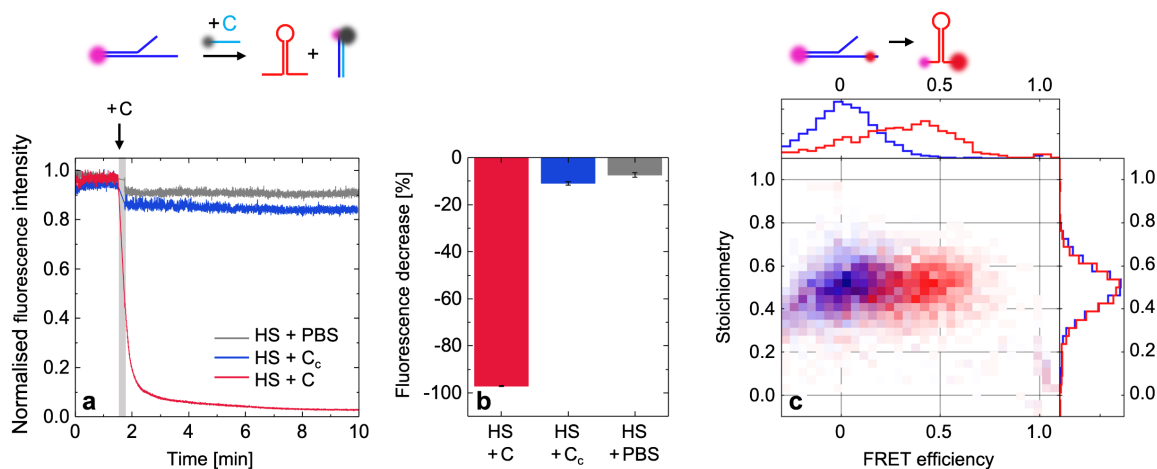 + C
+
+ C
Normalised fluorescence intensity
1.0
0.8
0.6
0.4
0.2
0.0
HS + PBS
HS + Cc
HS + C
a
0 2 4 6 8 10
Time [min]
Fluorescence decrease [%]
0
-20
-40
-60
-80
-100
b
HS + C
HS + Cc
HS + PBS
0 0.5 1.0
Stoichiometry
1.0
0.8
0.6
0.4
0.2
0.0
1.0
0.8
0.6
0.4
0.2
0.0
c
0 0.5 1.0
FRET efficiency